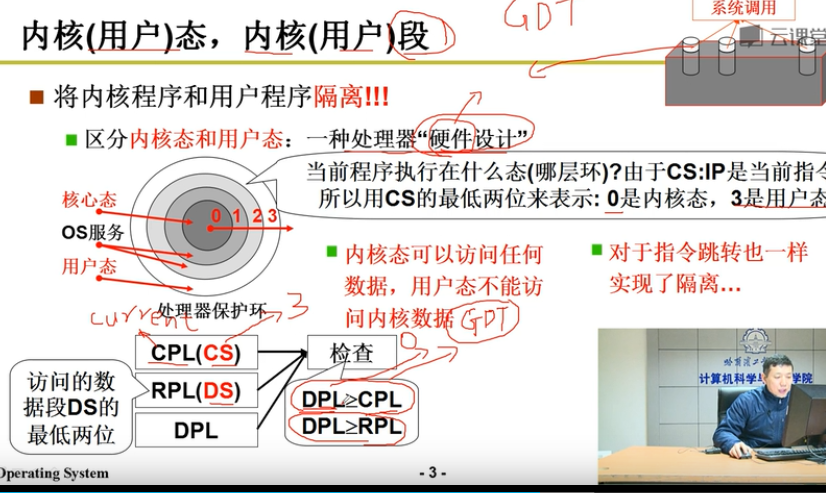 GDT
系统调用
云课堂
内核(用户)态，内核(用户)段
将内核程序和用户程序隔离!!!
区分内核态和用户态：一种处理器“硬件设计”
当前程序执行在什么态(哪层环)?由于CS:IP是当前指令
所以用CS的最低两位来表示: 0是内核态，3是用户态
核心态
OS服务
用户态
0 1 2 3
处理器保护环
内核态可以访问任何
数据，用户态不能访
问内核数据
GDT
对于指令跳转也一样
实现了隔离...
current
3
CPL(CS)
RPL(DS)
DPL
检查
0
DPL≥CPL
DPL≥RPL
访问的数
据段DS的
最低两位
计算机科学与
学院
Operating System
- 3 -